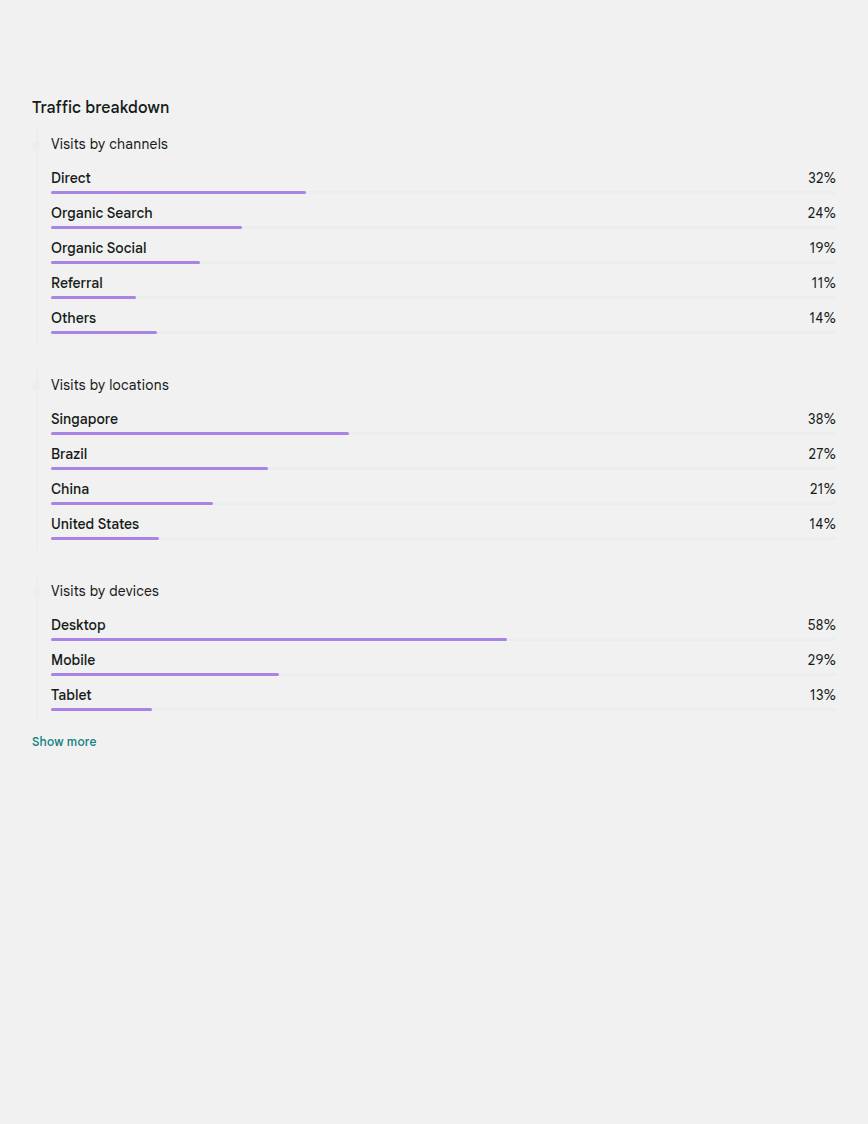 Traffic breakdown
Visits by channels
Direct 32%
Organic Search 24%
Organic Social 19%
Referral 11%
Others 14%
Visits by locations
Singapore 38%
Brazil 27%
China 21%
United States 14%
Visits by devices
Desktop 58%
Mobile 29%
Tablet 13%
Show more